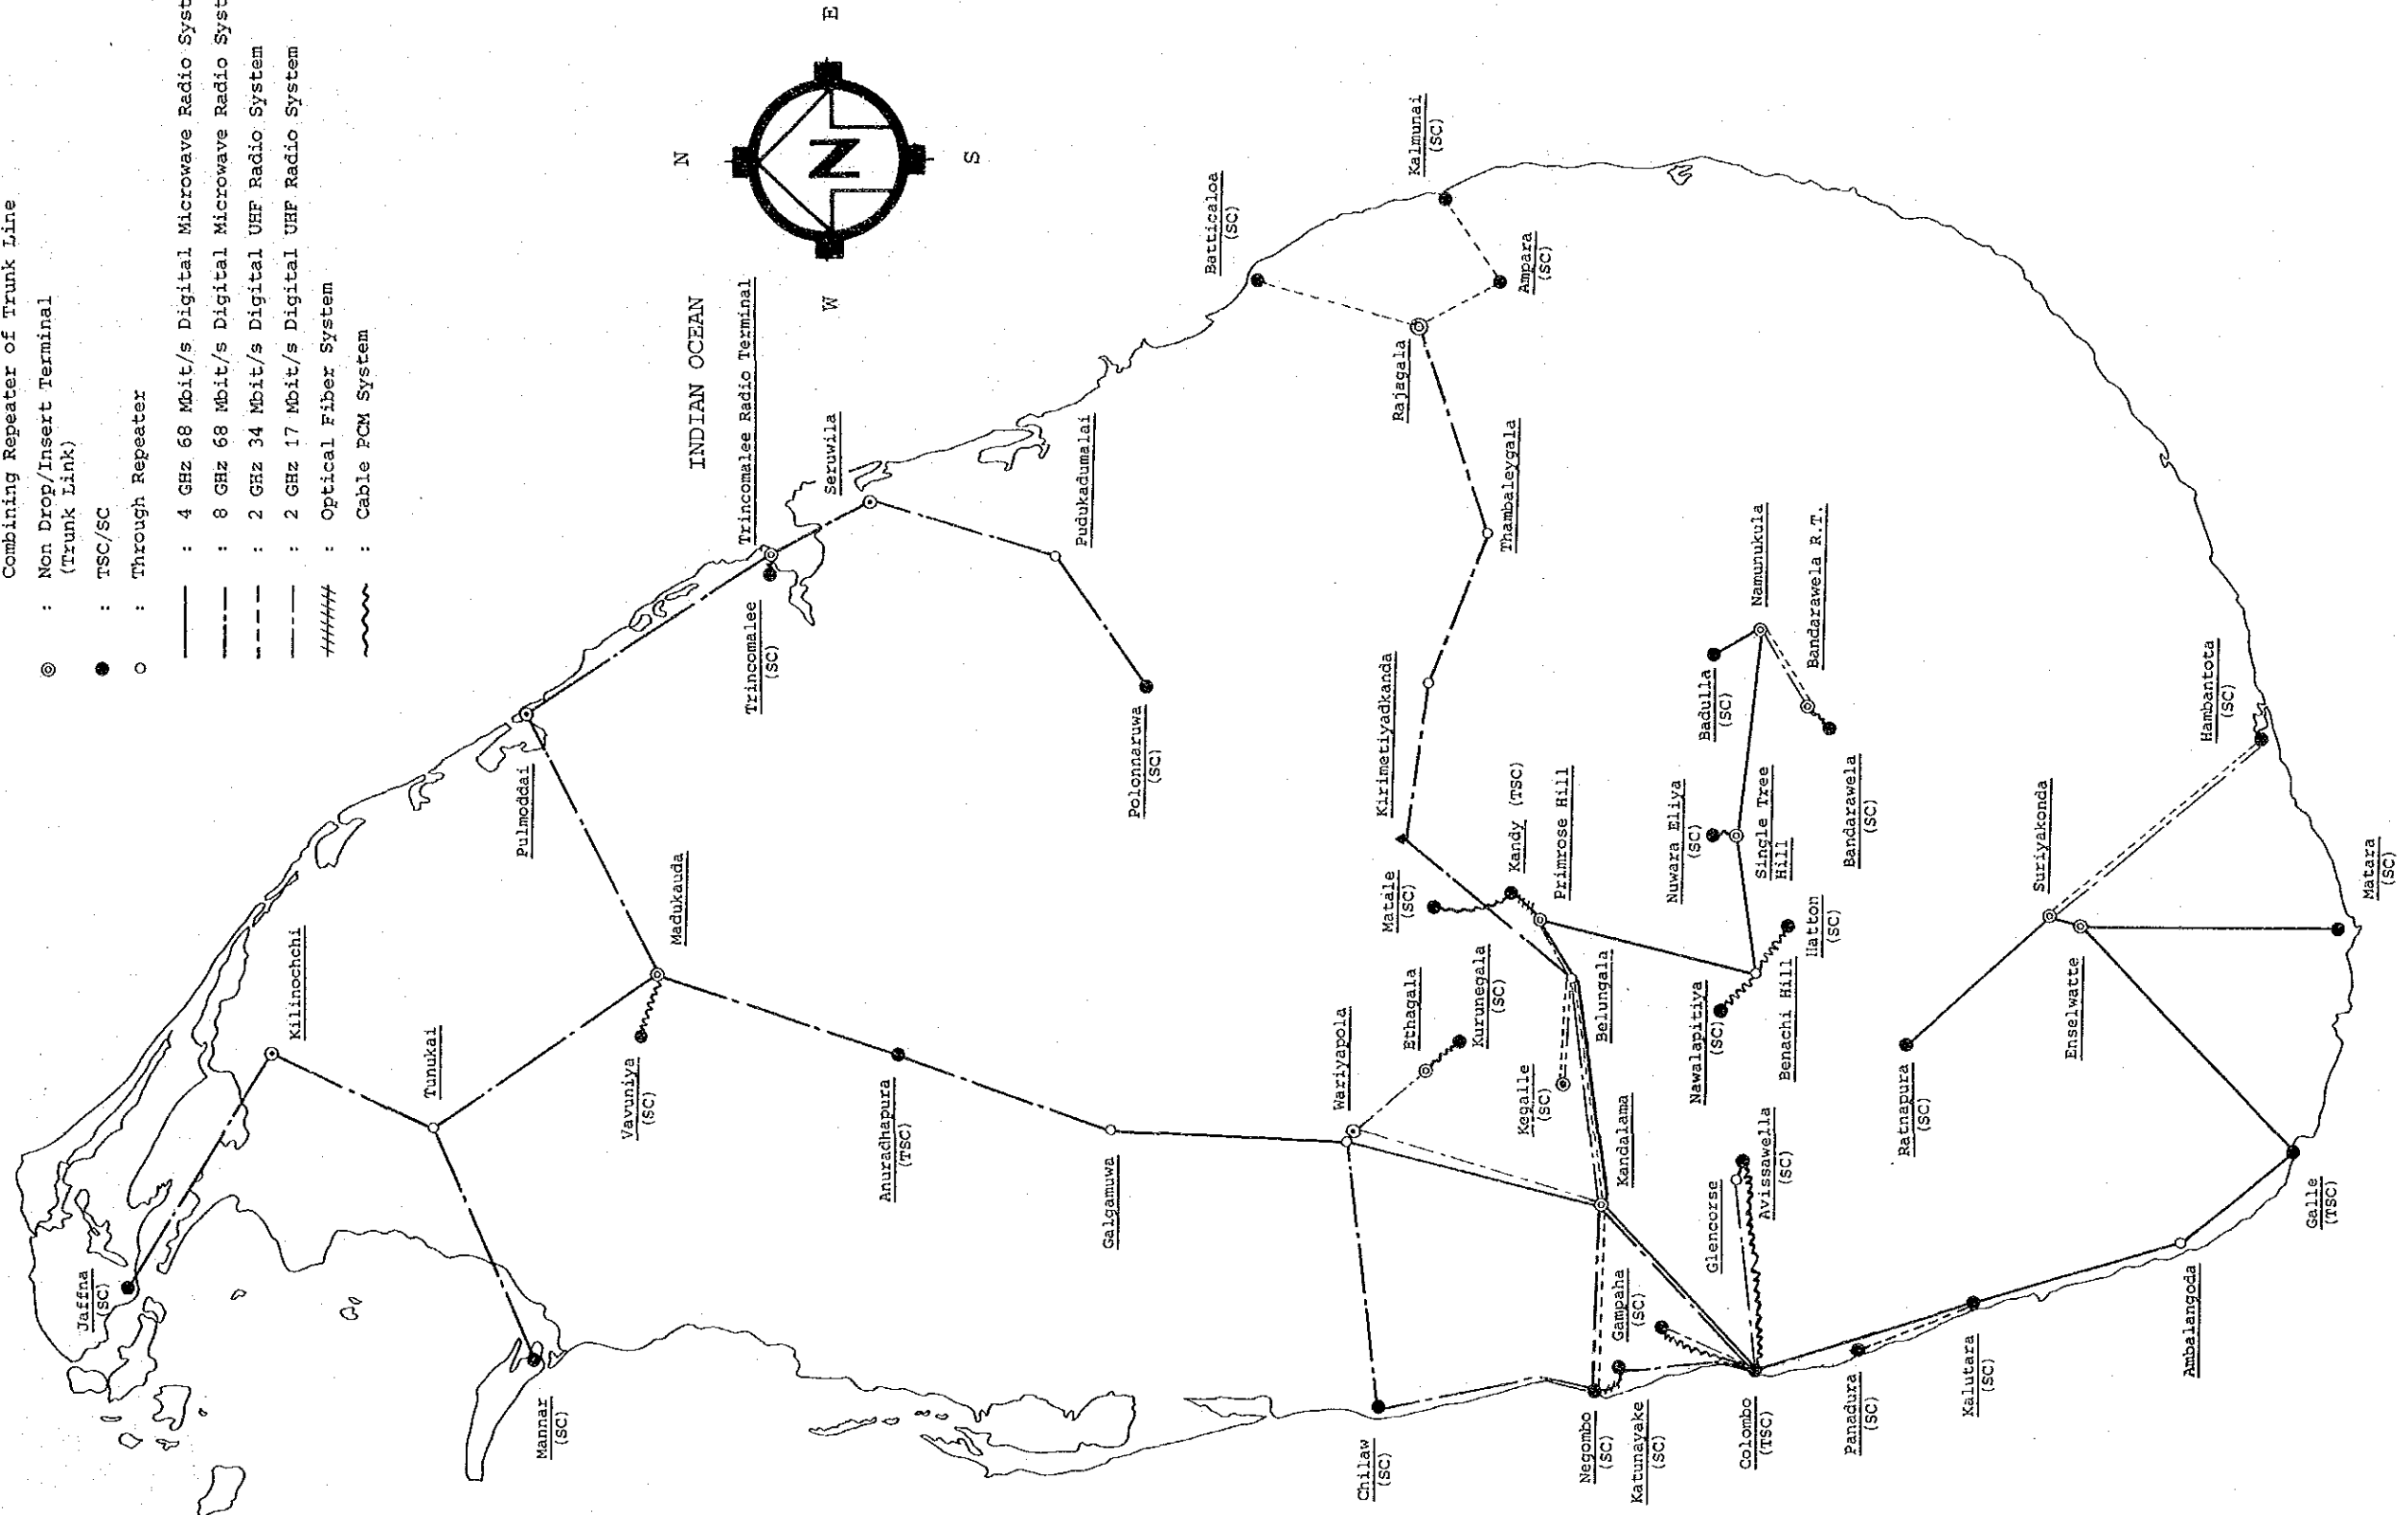 Combining Repeater of Trunk Line
: Non Drop/Insert Terminal
(Trunk Link)
: TSC/SC
: Through Repeater
: 4 GHz 68 Mbit/s Digital Microwave Radio Syst
: 8 GHz 68 Mbit/s Digital Microwave Radio Syst
: 2 GHz 34 Mbit/s Digital UHF Radio System
: 2 GHz 17 Mbit/s Digital UHF Radio System
: Optical Fiber System
: Cable PCM System
N
E
W
S
N
INDIAN OCEAN
Jaffna
(SC)
Kilinochchi
Tunukai
Mannar
(SC)
Vavuniya
(SC)
Madukauda
Pulmoddai
Trincomalee Radio Terminal
Trincomalee
(SC)
Seruwila
Pudukadumalai
Polonnaruwa
(SC)
Anuradhapura
(TSC)
Galgamuwa
Wariyapola
Ethagala
Kurunegala
(SC)
Chilaw
(SC)
Batticaloa
(SC)
Kalmunai
(SC)
Ampara
(SC)
Rajagala
Thambaleygala
Kirimetiyadkanda
Matale
(SC)
Kandy (TSC)
Primrose Hill
Belungala
Kegalle
(SC)
Kandalama
Negombo
(SC)
Katunayake
(SC)
Gampaha
(SC)
Colombo
(TSC)
Glencorse
Avissawella
(SC)
Nawalapitiya
(SC)
Benachi Hill
Hatton
(SC)
Nuwara Eliya
(SC)
Single Tree
Hill
Badulla
(SC)
Namunukula
Bandarawela R.T.
Bandarawela
(SC)
Panadura
(SC)
Kalutara
(SC)
Ambalangoda
Galle
(TSC)
Ratnapura
(SC)
Enselwatte
Suriyakonda
Hambantota
(SC)
Matara
(SC)